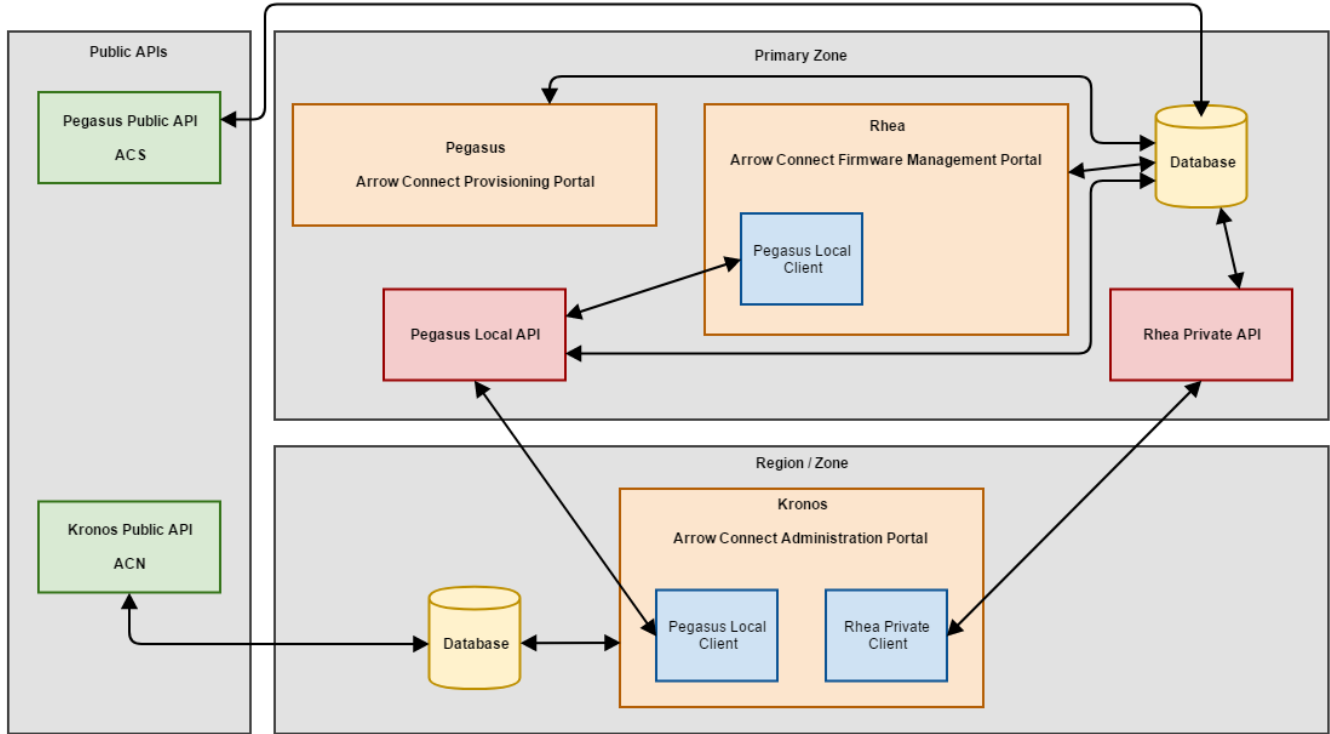 Public APIs
Pegasus Public API
ACS
Kronos Public API
ACN
Primary Zone
Pegasus
Arrow Connect Provisioning Portal
Rhea
Arrow Connect Firmware Management Portal
Pegasus Local
Client
Database
Pegasus Local API
Rhea Private API
Region / Zone
Kronos
Arrow Connect Administration Portal
Database
Pegasus Local
Client
Rhea Private
Client